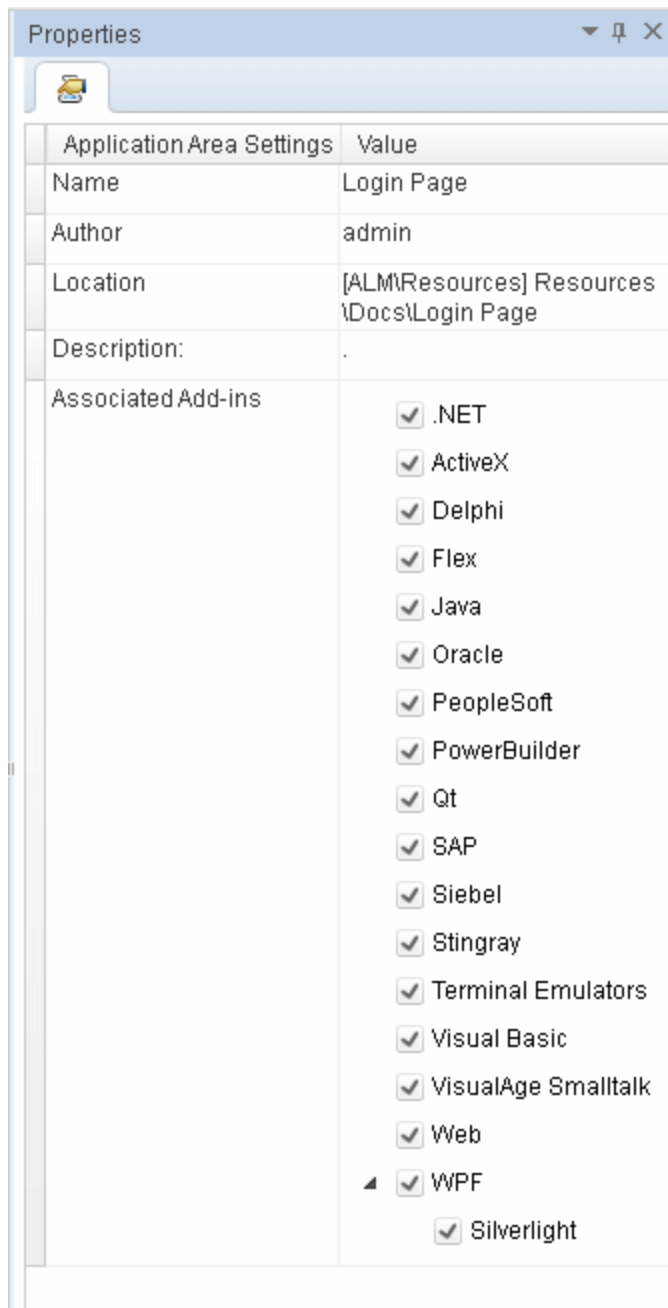 Properties
Application Area Settings Value
Name Login Page
Author admin
Location [ALM\Resources] Resources
\Docs\Login Page
Description: .
Associated Add-ins
.NET
ActiveX
Delphi
Flex
Java
Oracle
PeopleSoft
PowerBuilder
Qt
SAP
Siebel
Stingray
Terminal Emulators
Visual Basic
VisualAge Smalltalk
Web
WPF
Silverlight